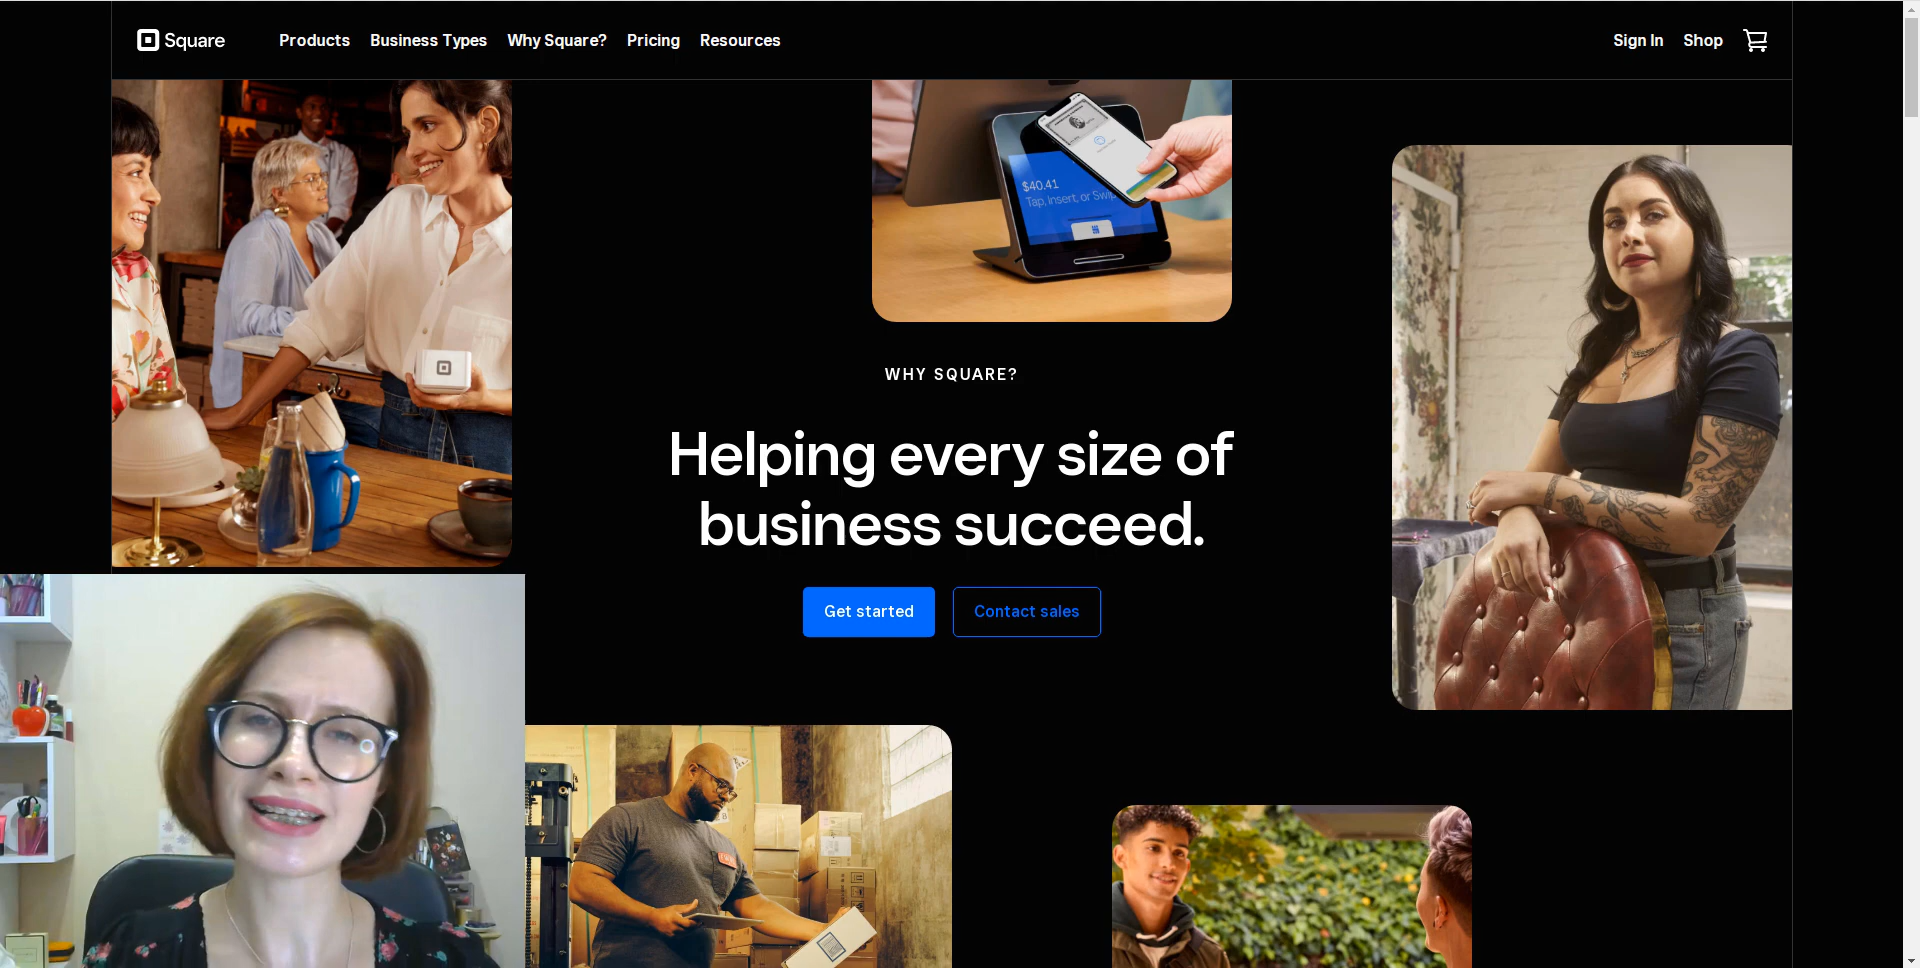 Square
Products
Business Types
Why Square?
Pricing
Resources
Sign In
Shop
$40.41
Tap, Insert, or Swip
WHY SQUARE?
Helping every size of
business succeed.
Get started
Contact sales